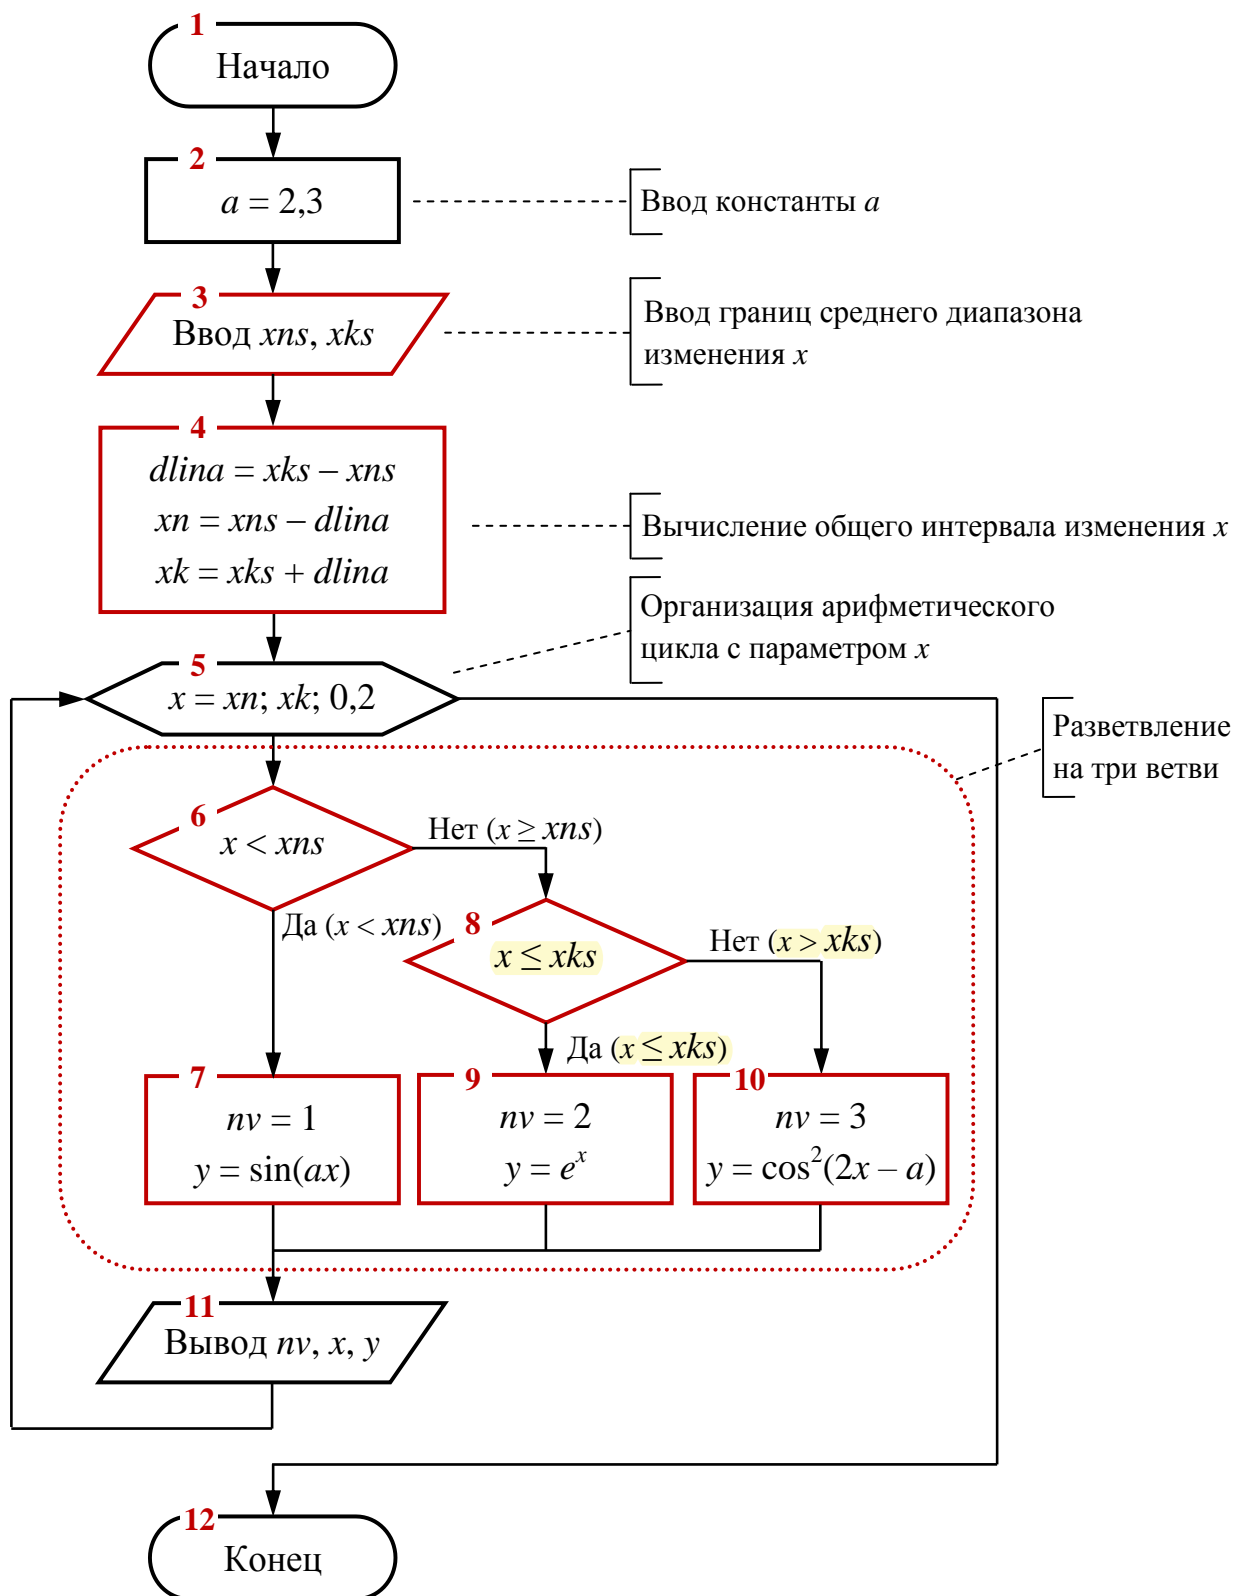 1
Начало
2
a = 2,3
Ввод константы a
3
Ввод xns, xks
Ввод границ среднего диапазона
изменения x
4
dlina = xks – xns
xn = xns – dlina
xk = xks + dlina
Вычисление общего интервала изменения x
Организация арифметического
цикла с параметром x
5
x = xn; xk; 0,2
Разветвление
на три ветви
6
x < xns
Нет (x ≥ xns)
Да (x < xns)
8
x ≤ xks
Нет (x > xks)
Да (x ≤ xks)
7
nv = 1
y = sin(ax)
9
nv = 2
y = eˣ
10
nv = 3
y = cos²(2x – a)
11
Вывод nv, x, y
12
Конец